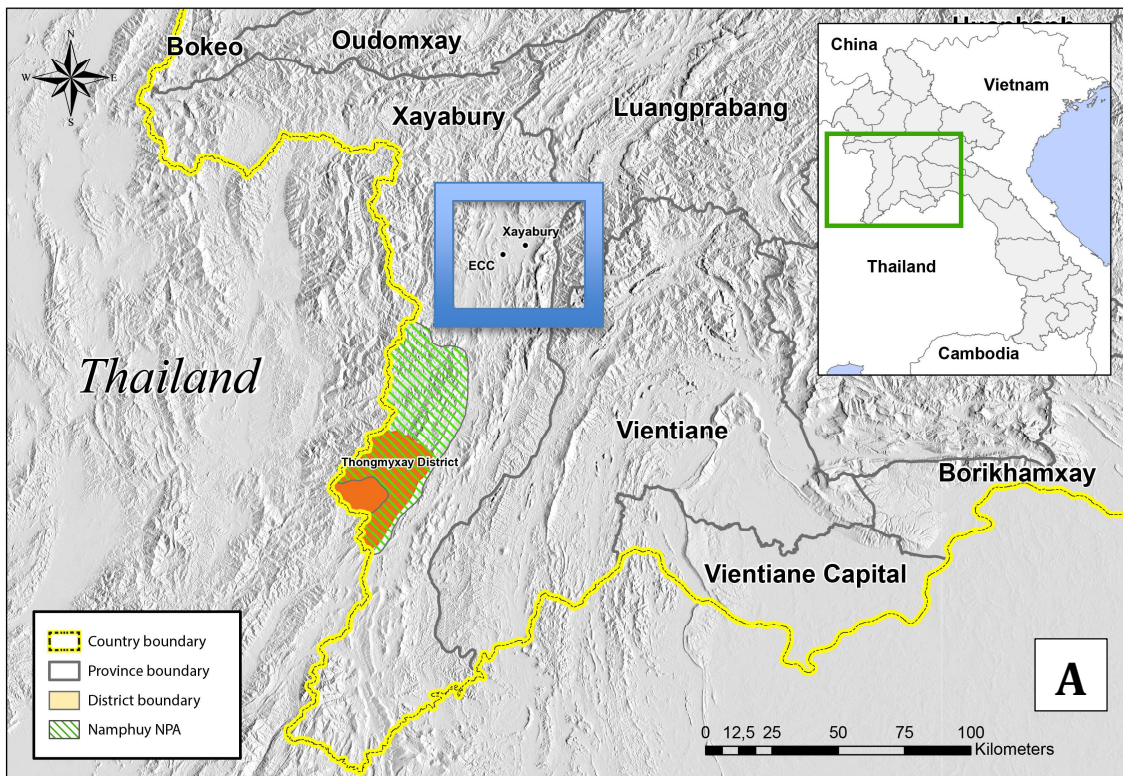 Bokeo
Oudomxay
N
W E
S
Xayabury
Luangprabang
China
Vietnam
Thailand
Cambodia
Xayabury
ECC
Thailand
Thongmyxay District
Vientiane
Borikhamxay
Vientiane Capital
Country boundary
Province boundary
District boundary
Namphuy NPA
A
0 12,5 25 50 75 100
Kilometers